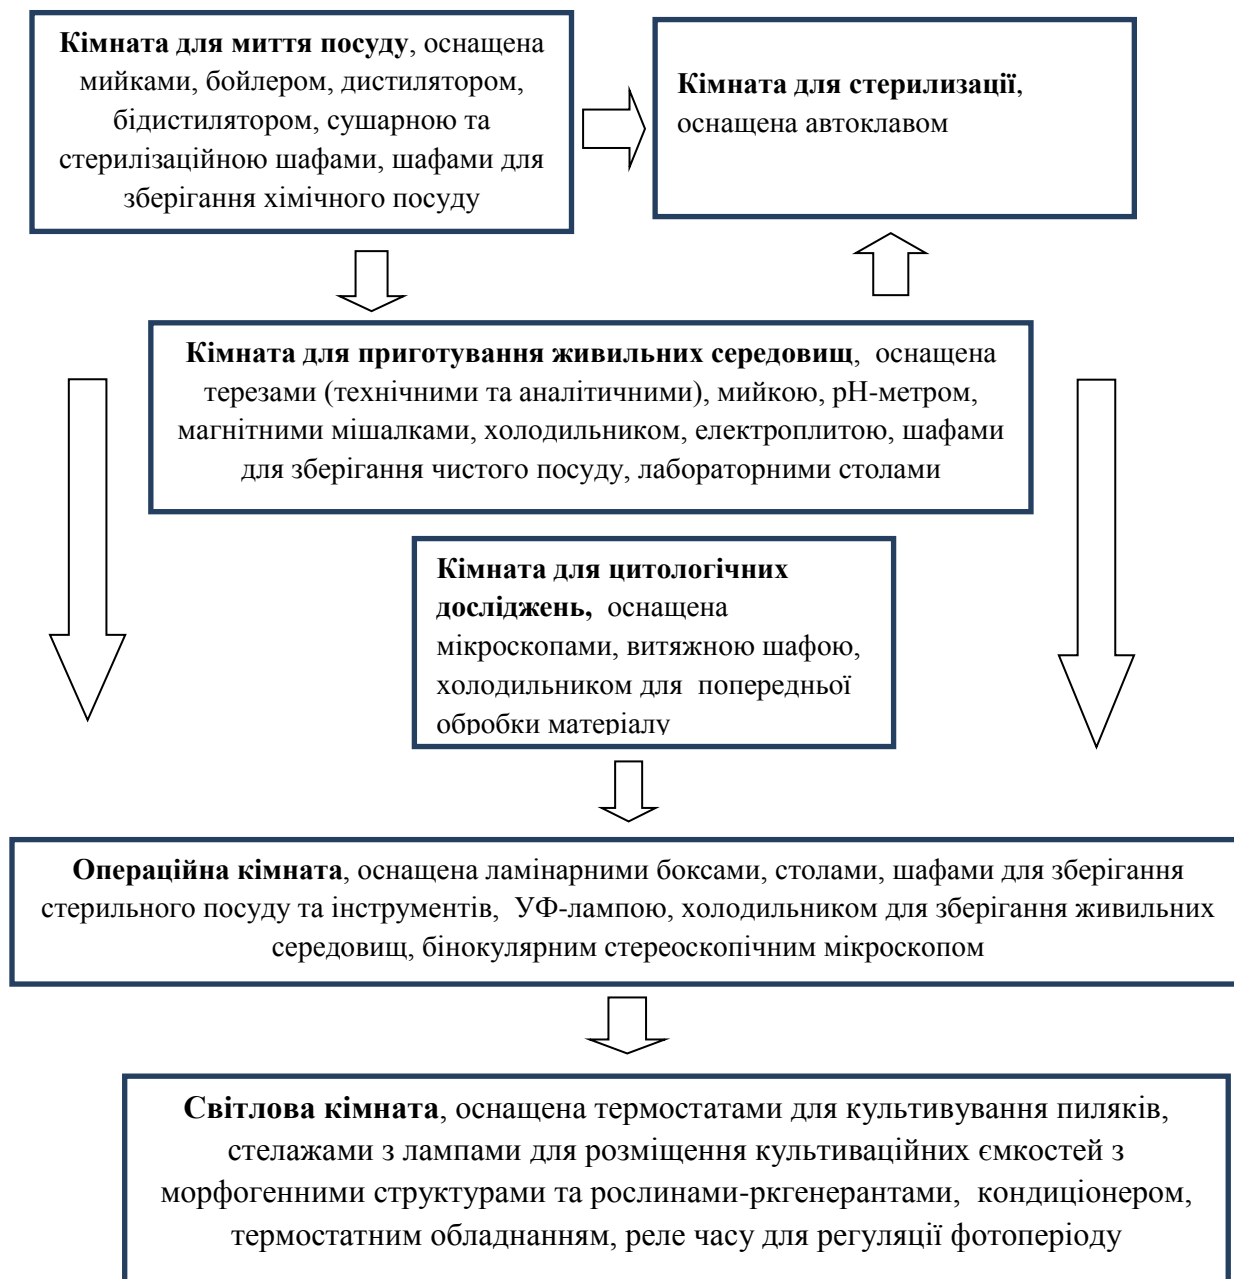 Кімната для миття посуду, оснащена
мийками, бойлером, дистилятором,
бідистилятором, сушарною та
стерилізаційною шафами, шафами для
зберігання хімічного посуду
Кімната для стерилизації,
оснащена автоклавом
Кімната для приготування живильних середовищ, оснащена
терезами (технічними та аналітичними), мийкою, рН-метром,
магнітними мішалками, холодильником, електроплитою, шафами
для зберігання чистого посуду, лабораторними столами
Кімната для цитологічних
досліджень, оснащена
мікроскопами, витяжною шафою,
холодильником для попередньої
обробки матеріалу
Операційна кімната, оснащена ламінарними боксами, столами, шафами для зберігання
стерильного посуду та інструментів, УФ-лампою, холодильником для зберігання живильних
середовищ, бінокулярним стереоскопічним мікроскопом
Світлова кімната, оснащена термостатами для культивування пиляків,
стелажами з лампами для розміщення культиваційних ємкостей з
морфогенними структурами та рослинами-ркгенерантами, кондиціонером,
термостатним обладнанням, реле часу для регуляції фотоперіоду